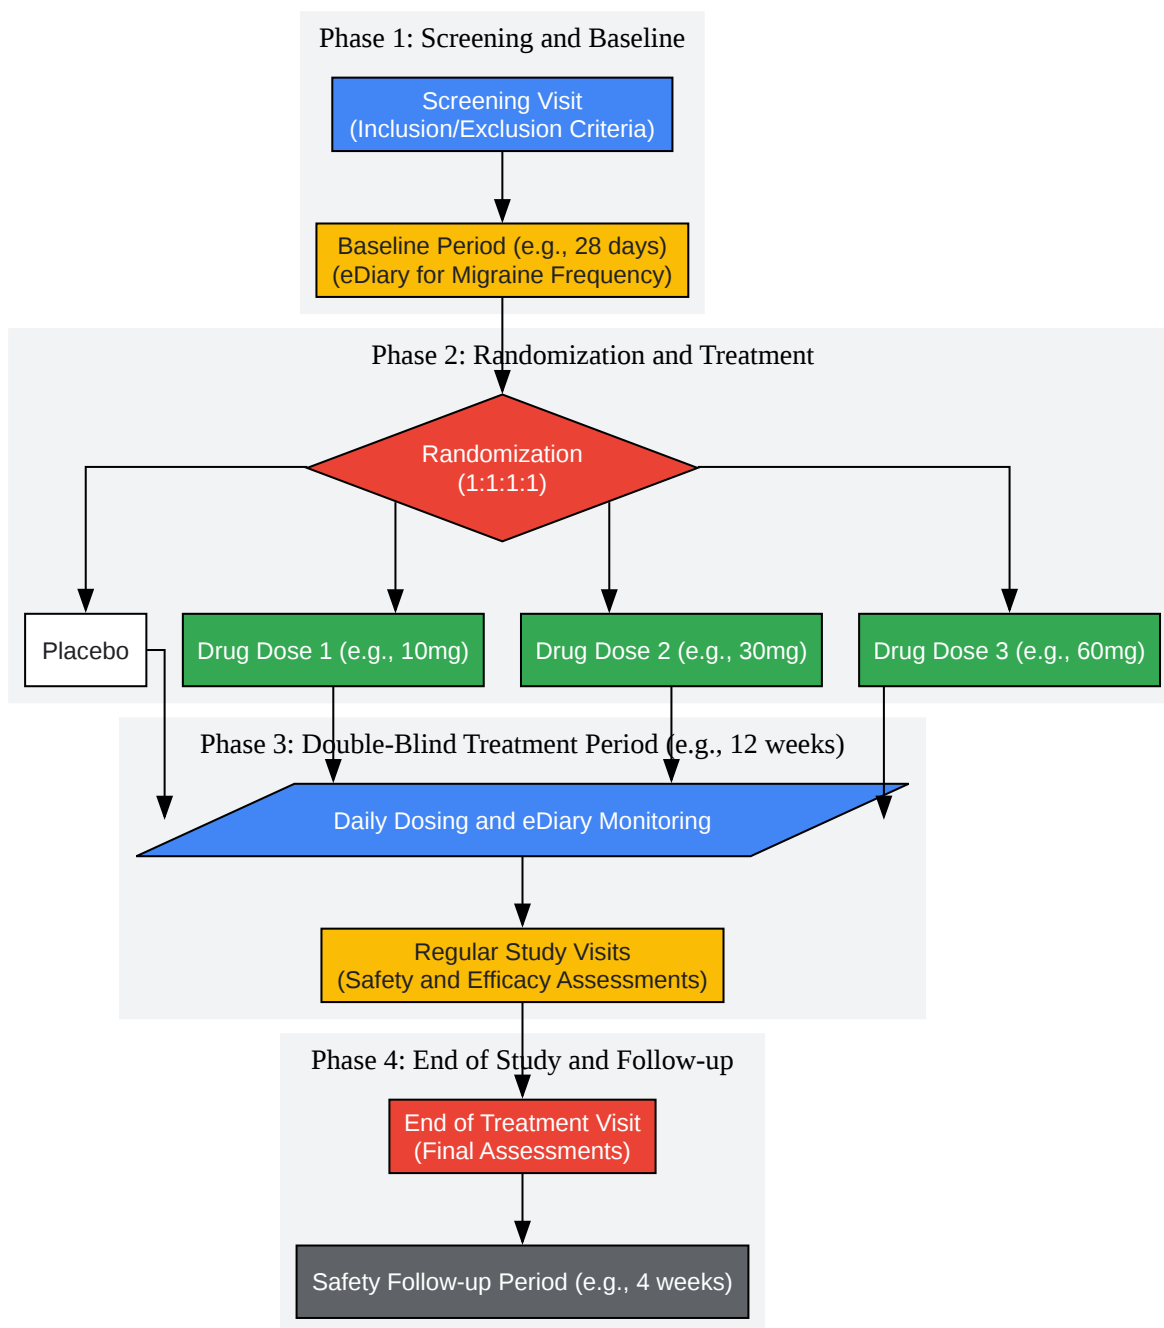 Phase 1: Screening and Baseline
Screening Visit
(Inclusion/Exclusion Criteria)
Baseline Period (e.g., 28 days)
(eDiary for Migraine Frequency)
Phase 2: Randomization and Treatment
Randomization
(1:1:1:1)
Placebo
Drug Dose 1 (e.g., 10mg)
Drug Dose 2 (e.g., 30mg)
Drug Dose 3 (e.g., 60mg)
Phase 3: Double-Blind Treatment Period (e.g., 12 weeks)
Daily Dosing and eDiary Monitoring
Regular Study Visits
(Safety and Efficacy Assessments)
Phase 4: End of Study and Follow-up
End of Treatment Visit
(Final Assessments)
Safety Follow-up Period (e.g., 4 weeks)